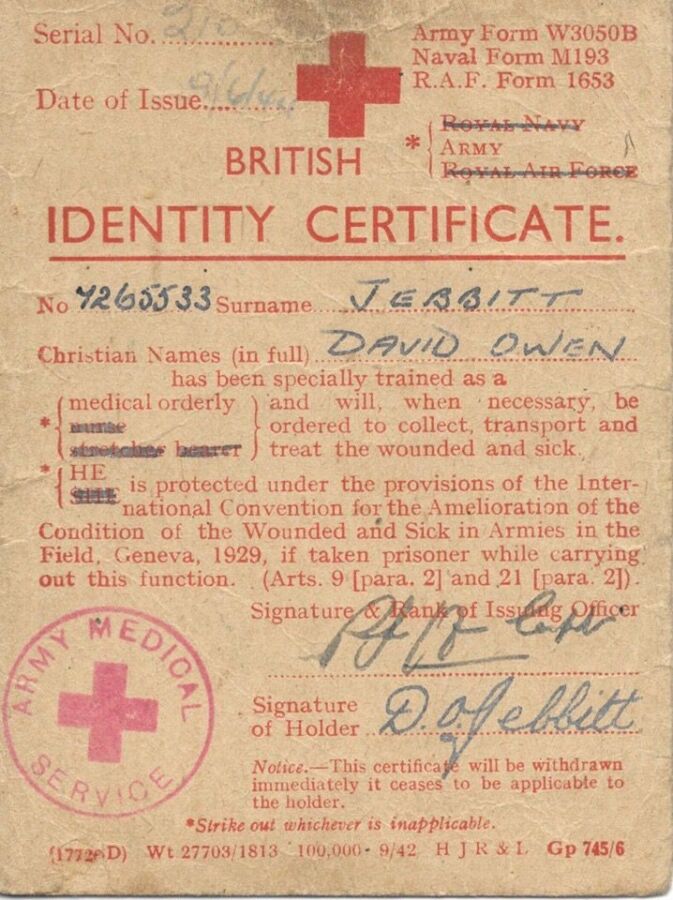 Serial No.
Army Form W3050B
Naval Form M193
R.A.F. Form 1653
Date of Issue 9/6/44
* ROYAL NAVY
ARMY
ROYAL AIR FORCE
BRITISH
IDENTITY CERTIFICATE.
No 7265533 Surname JEBBITT
Christian Names (in full) DAVID OWEN
has been specially trained as a
medical orderly
* nurse
stretcher bearer
and will, when necessary, be
ordered to collect, transport and
treat the wounded and sick.
* HE
SHE
is protected under the provisions of the Inter-
national Convention for the Amelioration of the
Condition of the Wounded and Sick in Armies in the
Field, Geneva, 1929, if taken prisoner while carrying
out this function. (Arts. 9 [para. 2] and 21 [para. 2]).
Signature & Rank of Issuing Officer
ARMY MEDICAL SERVICE
Signature
of Holder D.O. Jebbitt
Notice.—This certificate will be withdrawn
immediately it ceases to be applicable to
the holder.
*Strike out whichever is inapplicable.
Wt 27703/1813 100,000 9/42 H J R & L Gp 745/6